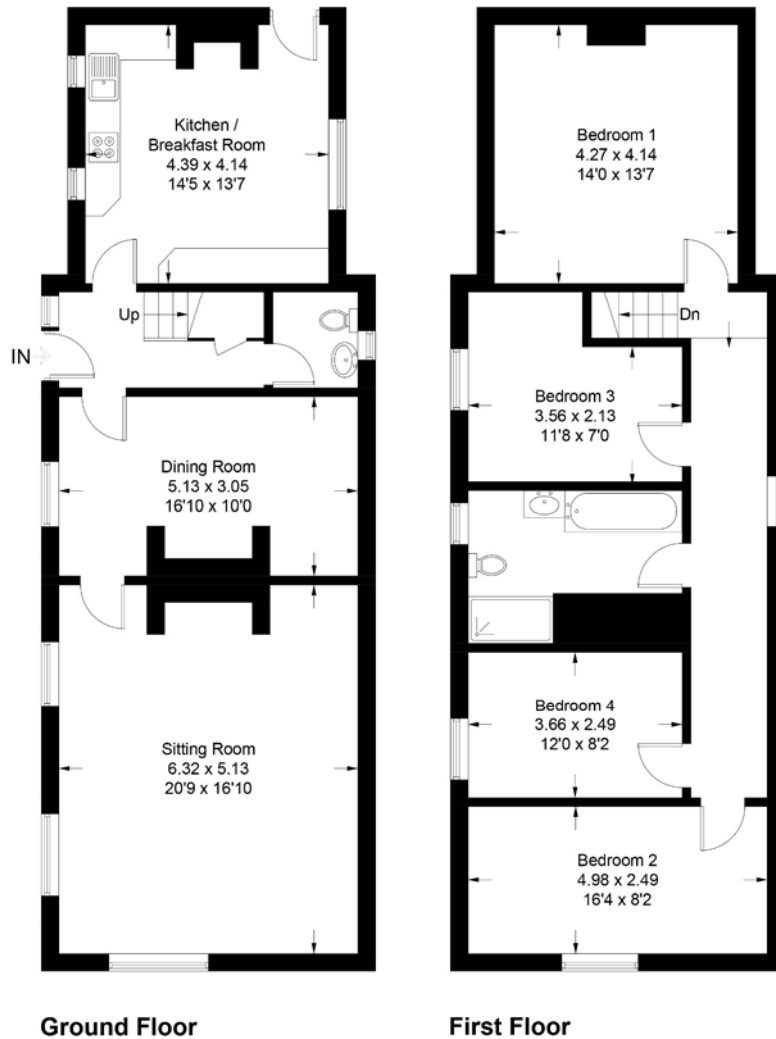 Kitchen /
Breakfast Room
4.39 x 4.14
14'5 x 13'7
Up
IN
Dining Room
5.13 x 3.05
16'10 x 10'0
Sitting Room
6.32 x 5.13
20'9 x 16'10
Ground Floor
Bedroom 1
4.27 x 4.14
14'0 x 13'7
Dn
Bedroom 3
3.56 x 2.13
11'8 x 7'0
Bedroom 4
3.66 x 2.49
12'0 x 8'2
Bedroom 2
4.98 x 2.49
16'4 x 8'2
First Floor